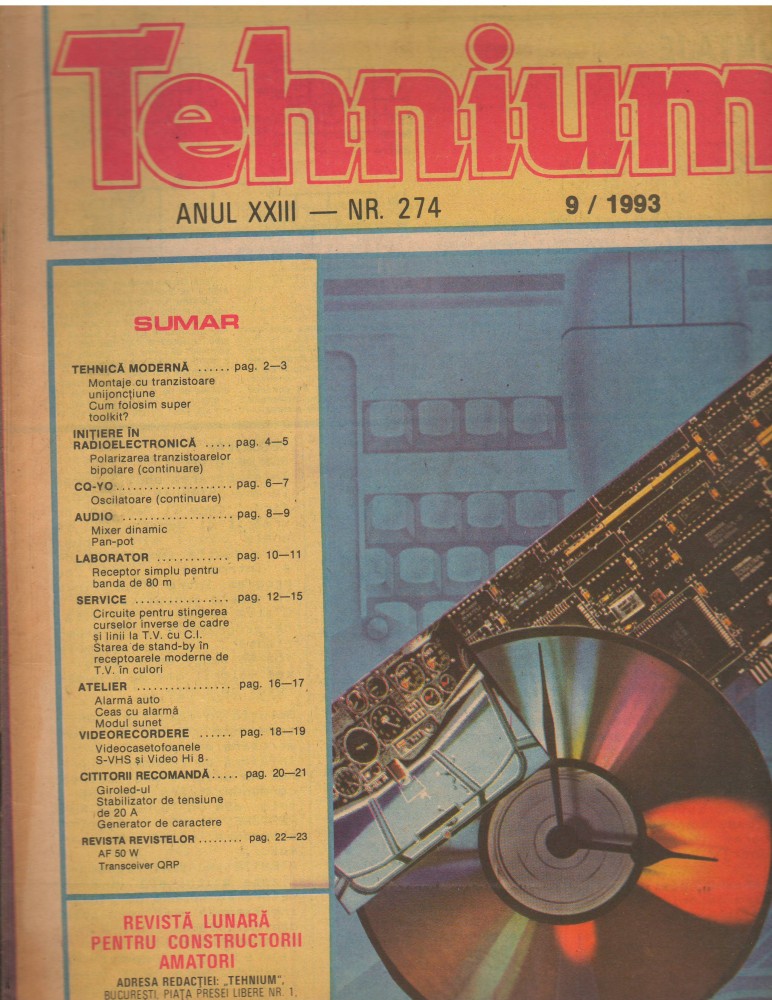 Tehnium
ANUL XXIII — NR. 274 9 / 1993
SUMAR
TEHNICĂ MODERNĂ ...... pag. 2—3
Montaje cu tranzistoare
unijoncțiune
Cum folosim super
toolkit?
INIȚIERE ÎN
RADIOELECTRONICĂ ..... pag. 4—5
Polarizarea tranzistoarelor
bipolare (continuare)
CQ-YO ..................... pag. 6—7
Oscilatoare (continuare)
AUDIO .................... pag. 8—9
Mixer dinamic
Pan-pot
LABORATOR ............. pag. 10—11
Receptor simplu pentru
banda de 80 m
SERVICE ................. pag. 12—15
Circuite pentru stingerea
curselor inverse de cadre
și linii la T.V. cu C.I.
Starea de stand-by în
receptoarele moderne de
T.V. în culori
ATELIER ................. pag. 16—17
Alarmă auto
Ceas cu alarmă
Modul sunet
VIDEORECORDERE ...... pag. 18—19
Videocasetofoanele
S-VHS și Video Hi 8
CITITORII RECOMANDĂ ..... pag. 20—21
Giroled-ul
Stabilizator de tensiune
de 20 A
Generator de caractere
REVISTA REVISTELOR ......... pag. 22—23
AF 50 W
Transceiver QRP
REVISTĂ LUNARĂ
PENTRU CONSTRUCTORII
AMATORI
ADRESA REDACȚIEI: „TEHNIUM",
BUCUREȘTI, PIAȚA PRESEI LIBERE NR. 1,